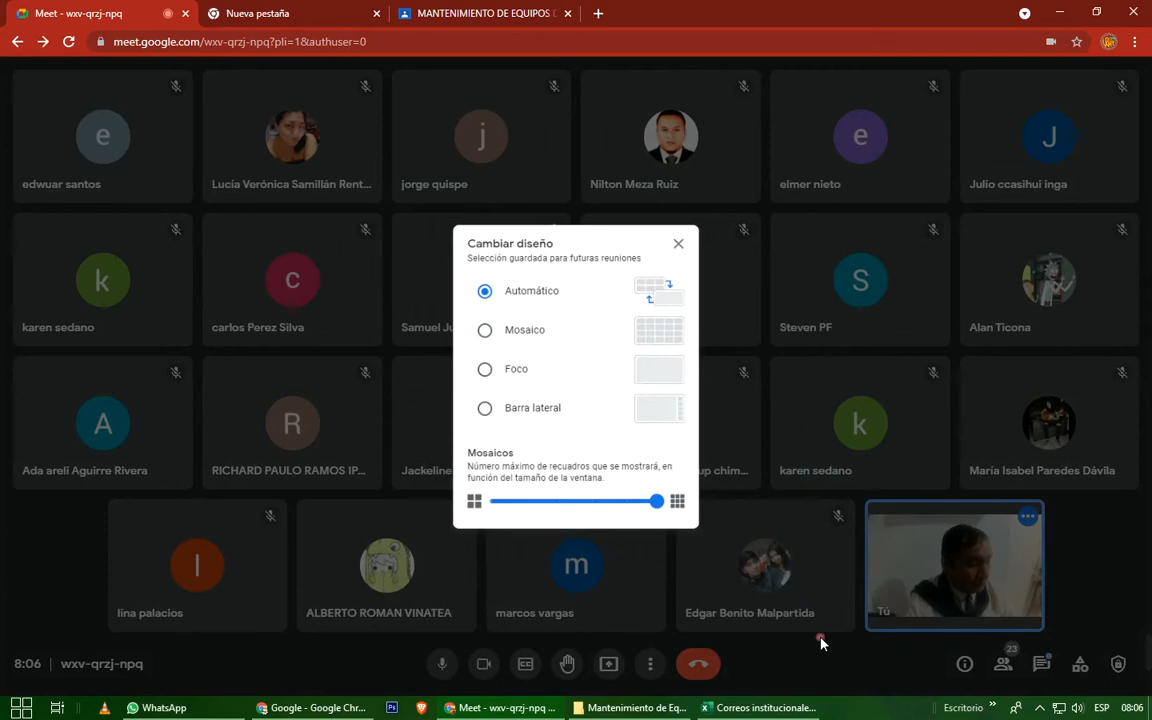 Meet - wxv-qrzj-npq
Nueva pestaña
MANTENIMIENTO DE EQUIPOS
meet.google.com/wxv-qrzj-npq?pli=1&authuser=0
e
j
e
J
edwuar santos
Lucía Verónica Samillán Rent...
jorge quispe
Nilton Meza Ruiz
elmer nieto
Julio ccasihui inga
k
c
S
karen sedano
carlos Perez Silva
Samuel Ju
Steven PF
Alan Ticona
A
R
k
Ada areli Aguirre Rivera
RICHARD PAULO RAMOS IP...
Jackeline
up chim...
karen sedano
María Isabel Paredes Dávila
l
m
lina palacios
ALBERTO ROMAN VINATEA
marcos vargas
Edgar Benito Malpartida
Tú
Cambiar diseño
Selección guardada para futuras reuniones
Automático
Mosaico
Foco
Barra lateral
Mosaicos
Número máximo de recuadros que se mostrará, en
función del tamaño de la ventana.
8:06 | wxv-qrzj-npq
23
WhatsApp
Google - Google Chr...
Meet - wxv-qrzj-npq ...
Mantenimiento de Eq...
Correos institucionale...
Escritorio
ESP
08:06